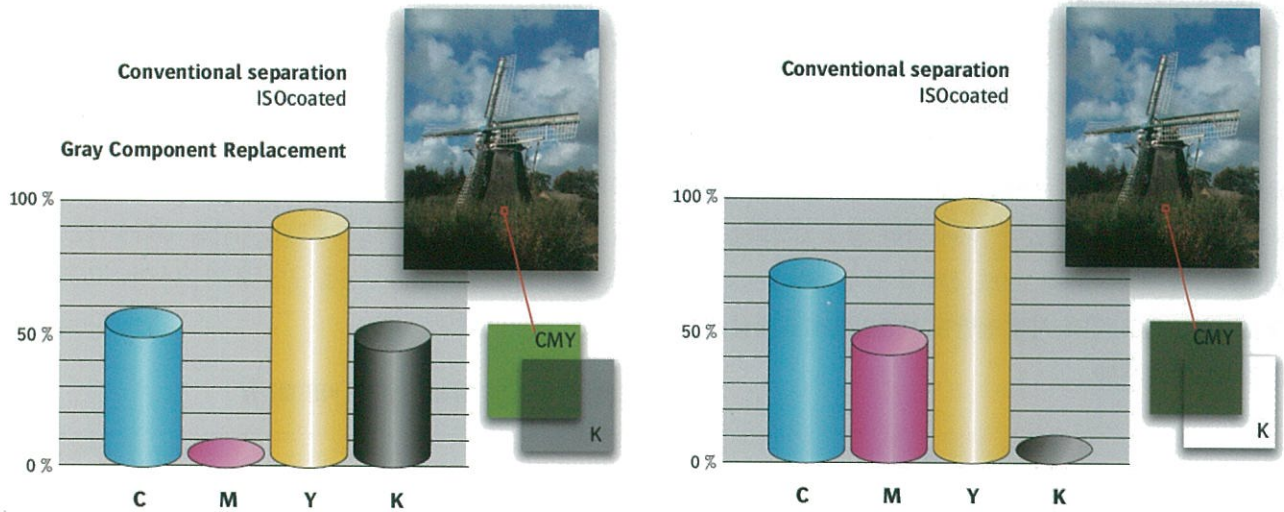 Conventional separation
ISOcoated
Gray Component Replacement
100 %
50 %
0 %
C M Y K
CMY
K
Conventional separation
ISOcoated
100 %
50 %
0 %
C M Y K
CMY
K